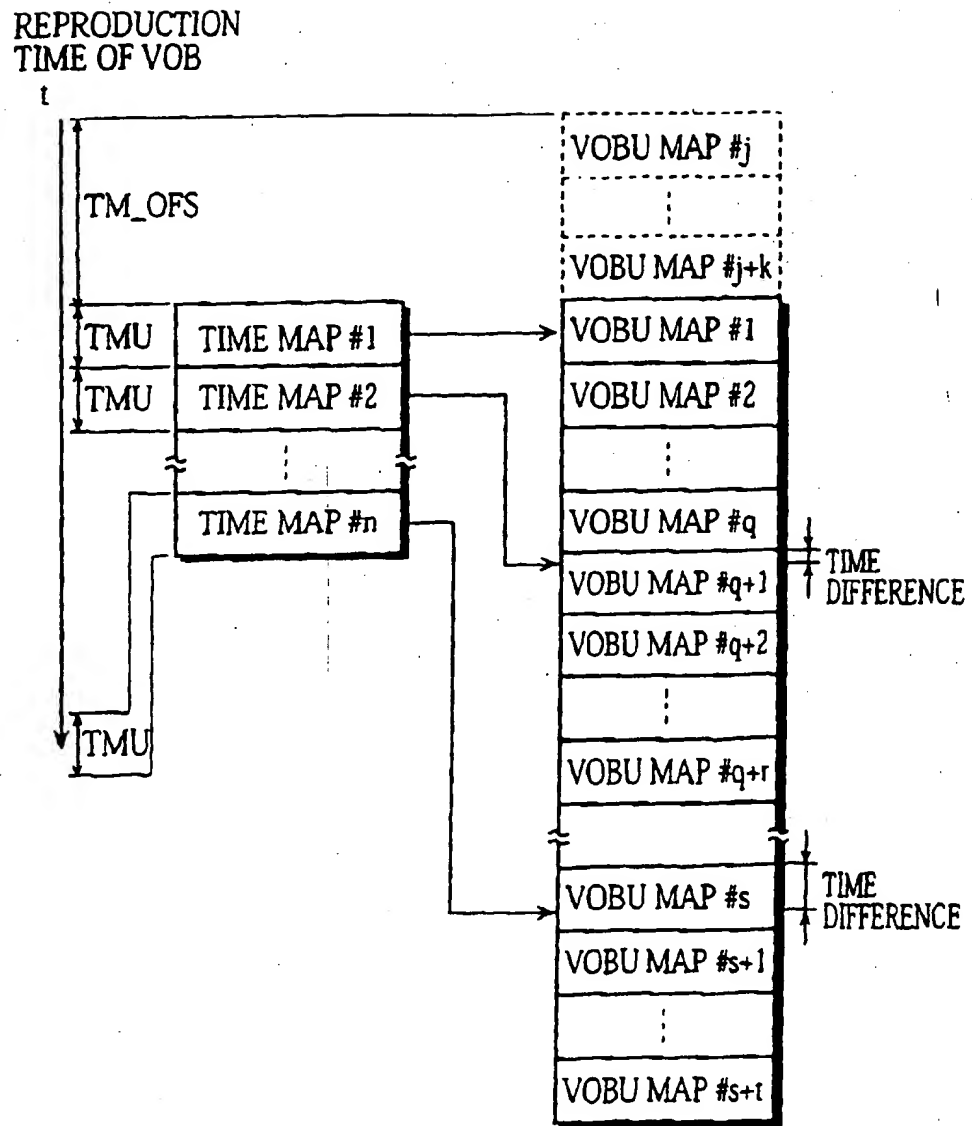 REPRODUCTION
TIME OF VOB
t
TM_OFS
TMU
TMU
TMU
TIME MAP #1
TIME MAP #2
TIME MAP #n
VOBU MAP #j
VOBU MAP #j+k
VOBU MAP #1
VOBU MAP #2
VOBU MAP #q
VOBU MAP #q+1
VOBU MAP #q+2
VOBU MAP #q+r
VOBU MAP #s
VOBU MAP #s+1
VOBU MAP #s+t
TIME
DIFFERENCE
TIME
DIFFERENCE